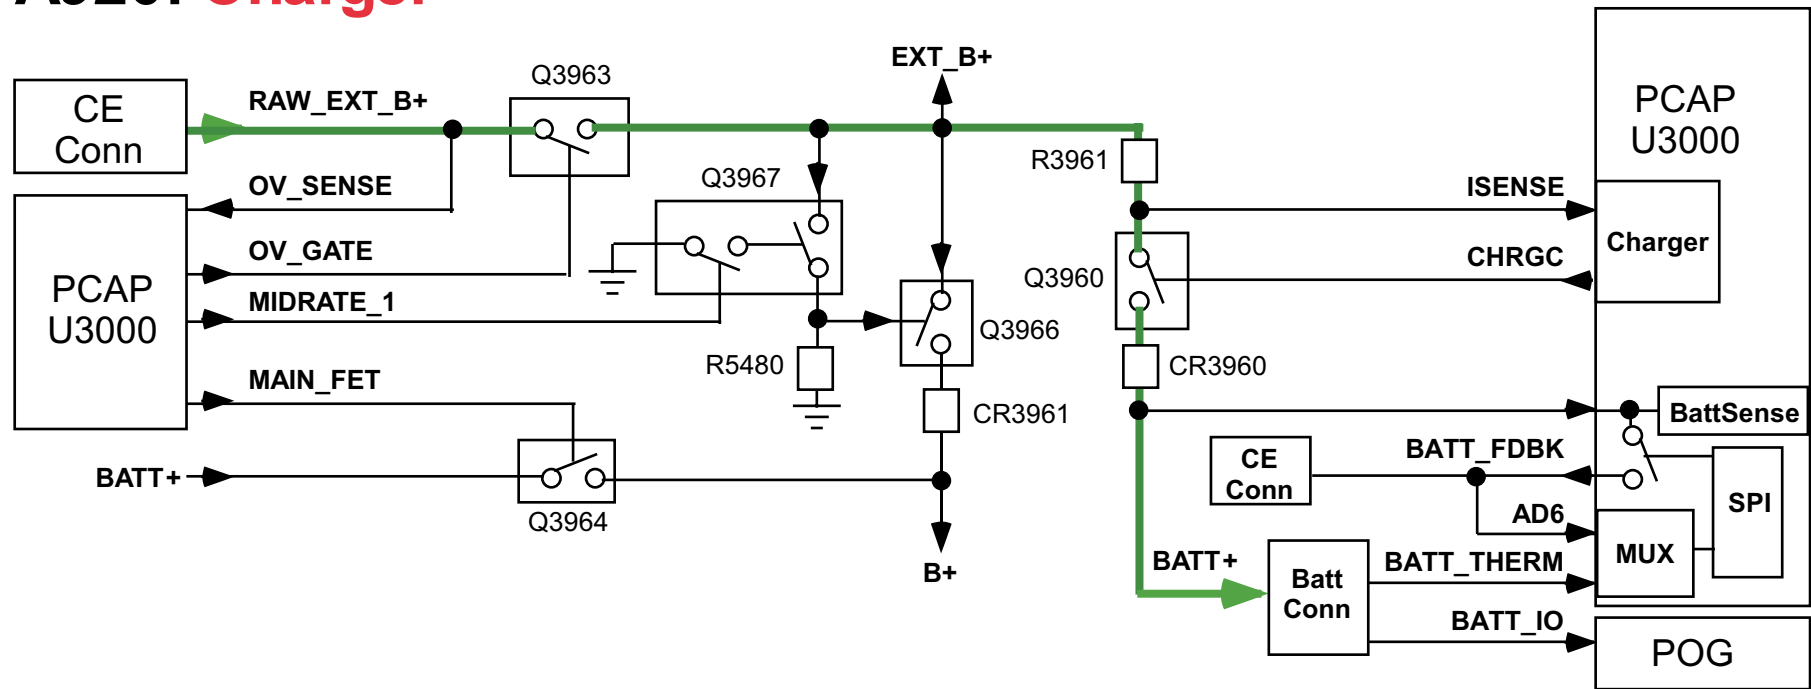 Charger
CE
Conn
RAW_EXT_B+
Q3963
EXT_B+
PCAP
U3000
R3961
OV_SENSE
Q3967
ISENSE
OV_GATE
Charger
PCAP
U3000
Q3960
CHRGC
MIDRATE_1
Q3966
R5480
CR3960
MAIN_FET
CR3961
BattSense
CE
Conn
BATT_FDBK
BATT+
SPI
Q3964
AD6
MUX
B+
BATT+
Batt
Conn
BATT_THERM
BATT_IO
POG